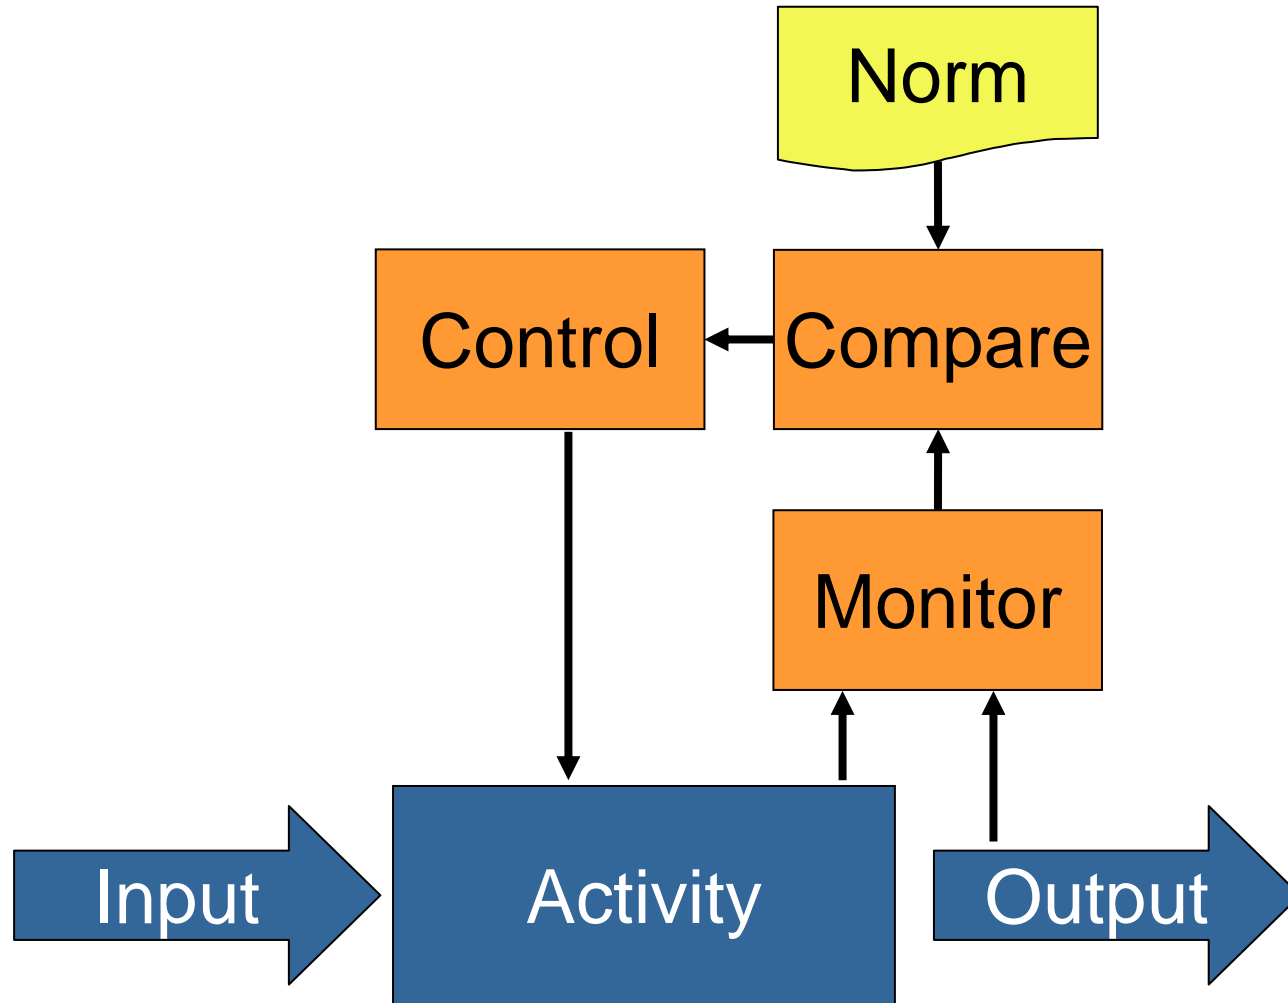 Norm
Control
Compare
Monitor
Input
Activity
Output